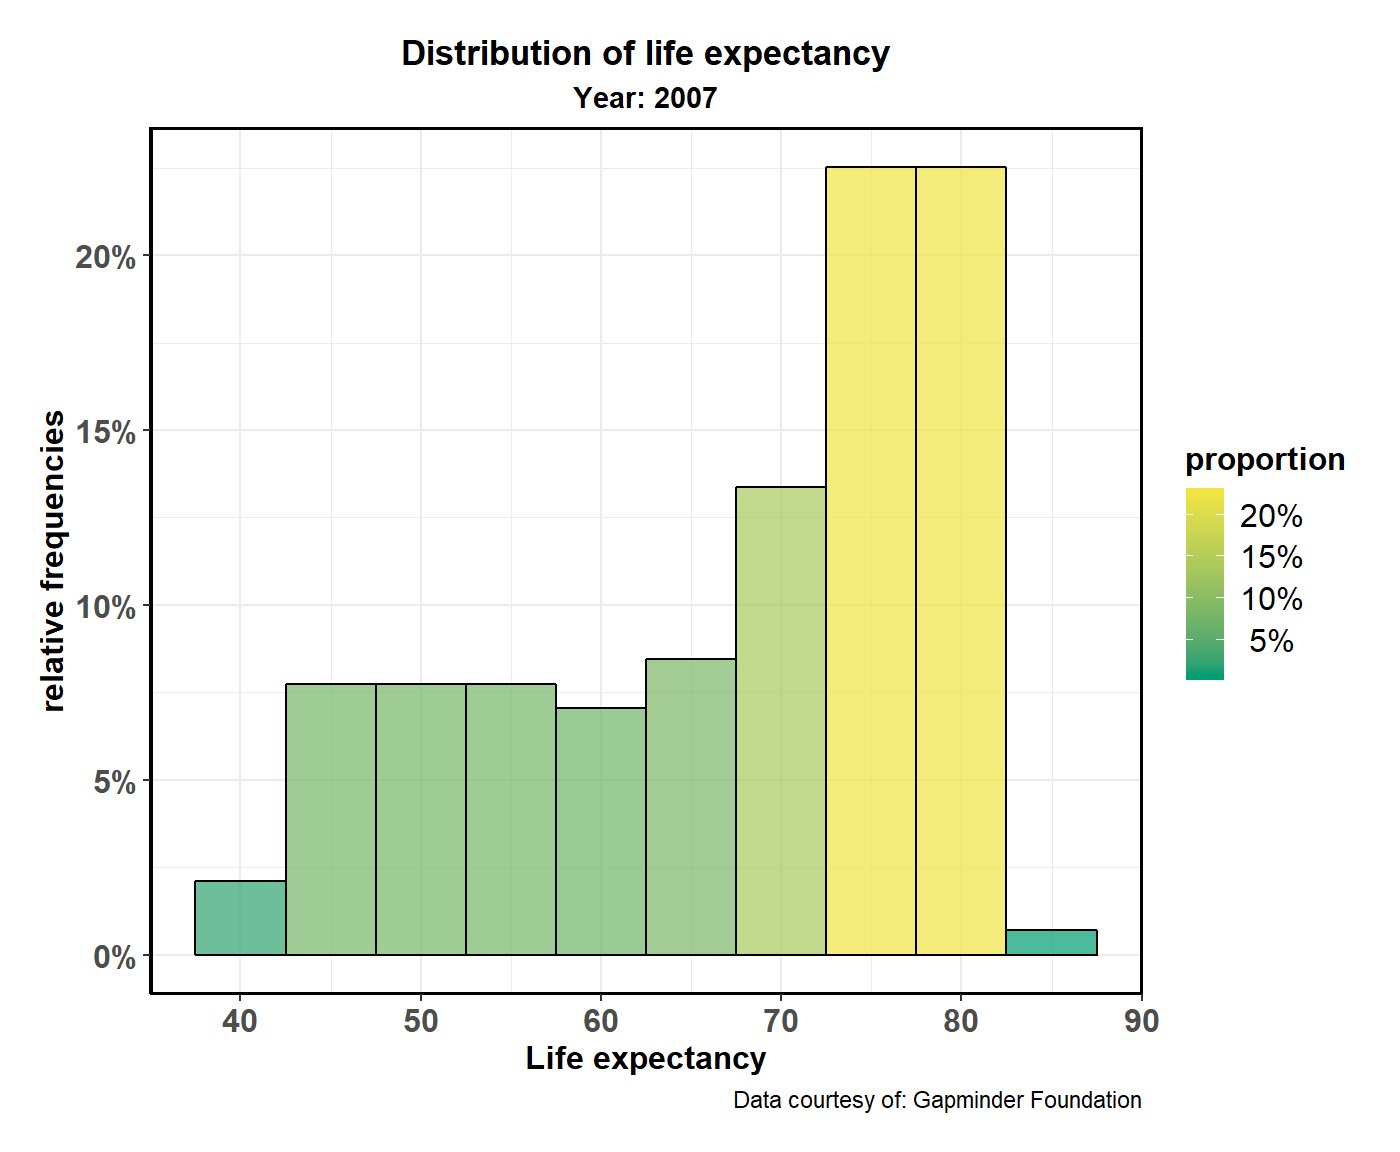 Distribution of life expectancy
Year: 2007
relative frequencies
20%
15%
10%
5%
0%
40 50 60 70 80 90
Life expectancy
proportion
20%
15%
10%
5%
Data courtesy of: Gapminder Foundation